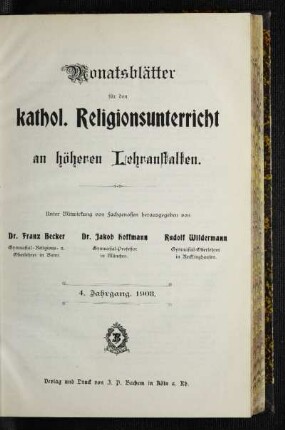 Monatsblätter
für den
kathol. Religionsunterricht
an höheren Lehranstalten.
Unter Mitwirkung von Fachgenossen herausgegeben von
Dr. Franz Becker Dr. Jakob Hoffmann Rudolf Wildermann
Gymnasial-Religions- u. Gymnasial-Professor Gymnasial-Oberlehrer
Oberlehrer in Bonn. in München. in Recklinghausen.
4. Jahrgang. 1903.
Verlag und Druck von J. P. Bachem in Köln a. Rh.